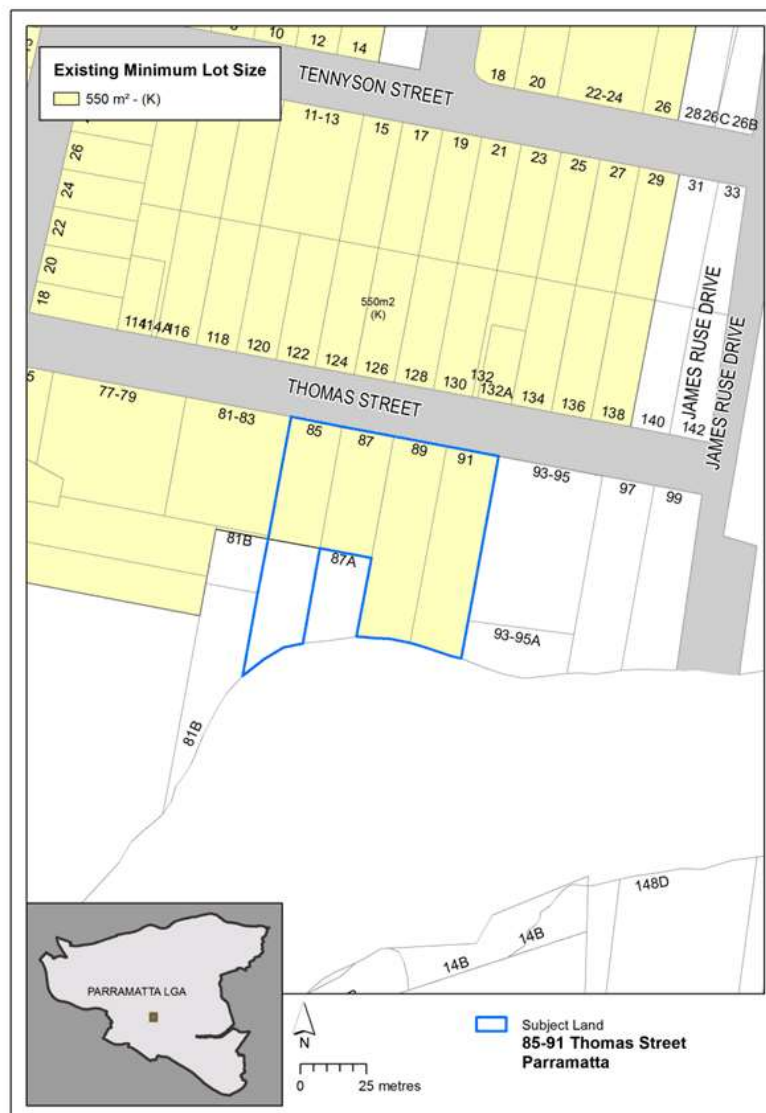 Existing Minimum Lot Size
550 m² - (K)
10
12
14
TENNYSON STREET
18
20
22-24
26
28
26C
26B
11-13
15
17
19
21
23
25
27
29
31
33
26
24
22
20
18
550m2
(K)
JAMES RUSE DRIVE
JAMES RUSE DRIVE
114
114A
116
118
120
122
124
126
128
130
132
132A
134
136
138
140
142
THOMAS STREET
77-79
81-83
85
87
89
91
93-95
97
99
81B
87A
93-95A
81B
148D
14B
14B
PARRAMATTA LGA
N
0 25 metres
Subject Land
85-91 Thomas Street
Parramatta